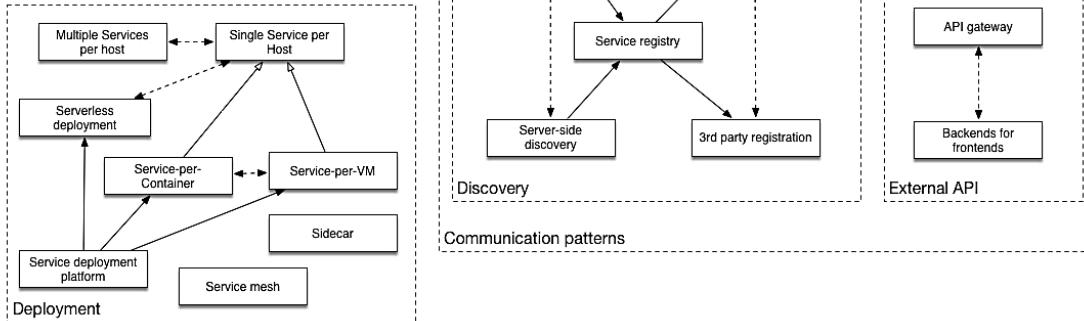 Multiple Services
per host
Single Service per
Host
Serverless
deployment
Service-per-
Container
Service-per-VM
Sidecar
Service deployment
platform
Service mesh
Deployment
Service registry
Server-side
discovery
3rd party registration
Discovery
Communication patterns
API gateway
Backends for
frontends
External API